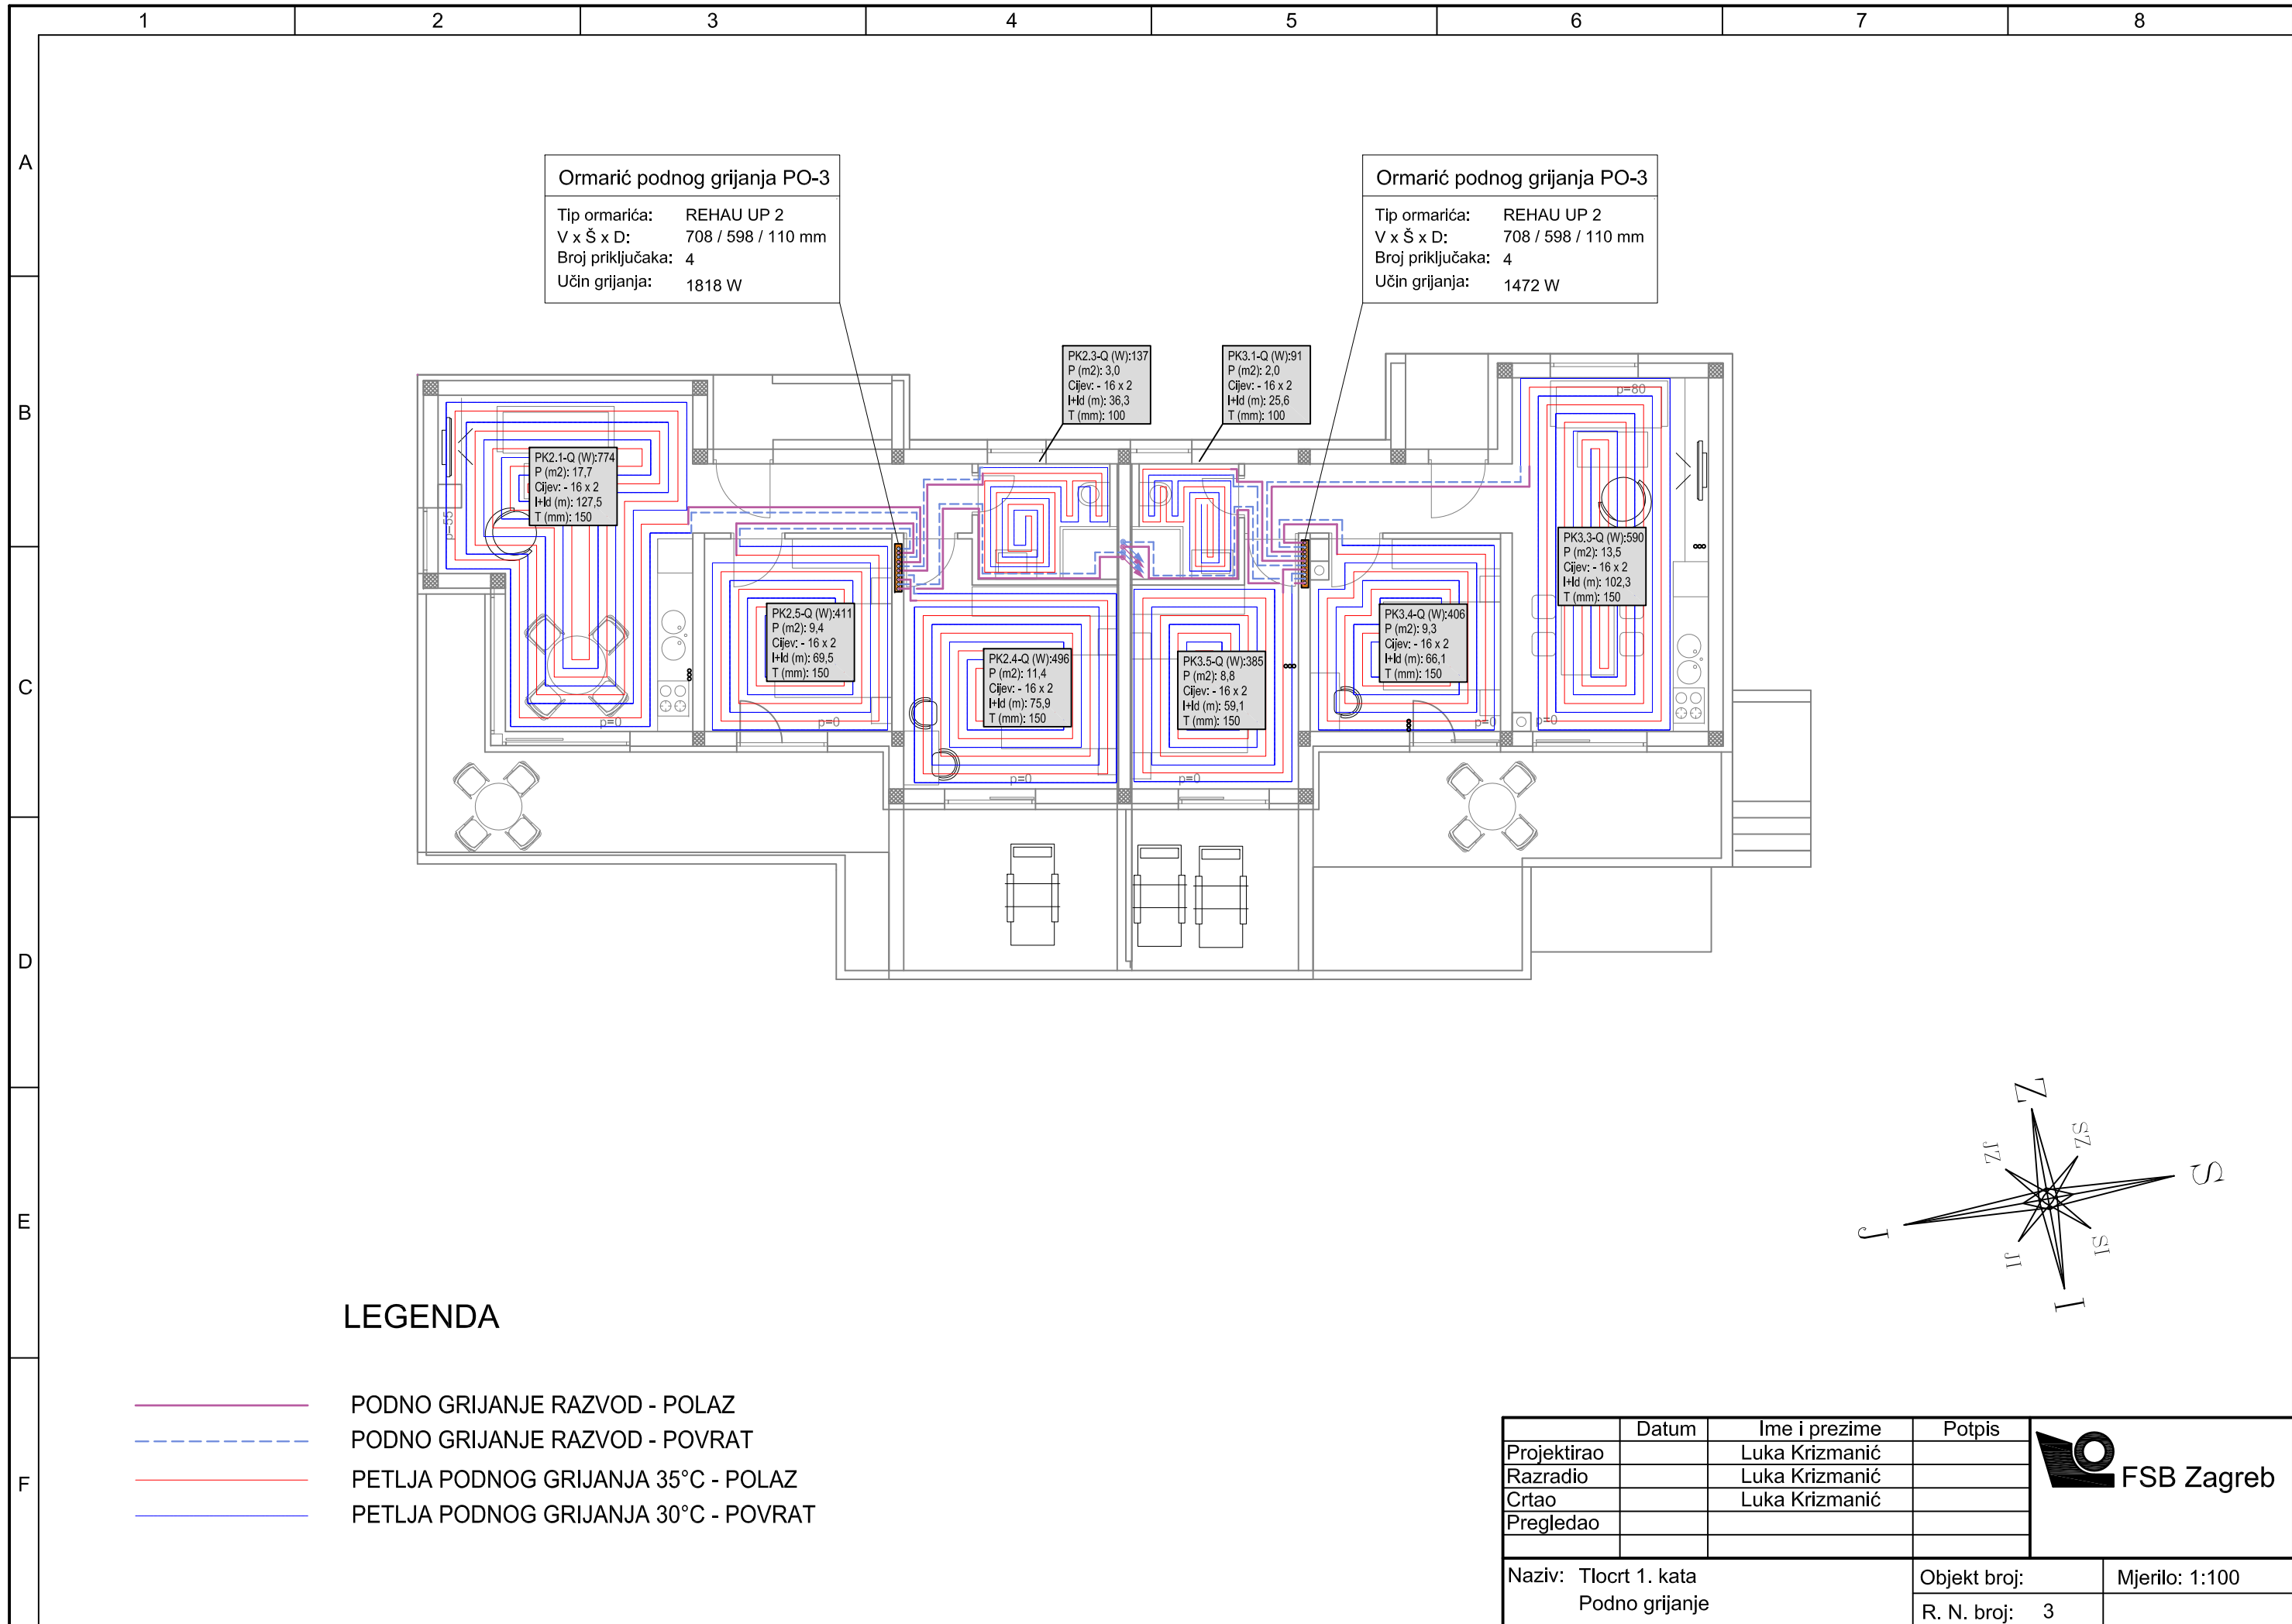 1 2 3 4 5 6 7 8
A
B
C
D
E
F
Ormarić podnog grijanja PO-3
Tip ormarića: REHAU UP 2
V x Š x D: 708 / 598 / 110 mm
Broj priključaka: 4
Učin grijanja: 1818 W
Ormarić podnog grijanja PO-3
Tip ormarića: REHAU UP 2
V x Š x D: 708 / 598 / 110 mm
Broj priključaka: 4
Učin grijanja: 1472 W
PK2.3-Q (W):137
P (m2): 3,0
Cijev: - 16 x 2
l+ld (m): 36,3
T (mm): 100
PK3.1-Q (W):91
P (m2): 2,0
Cijev: - 16 x 2
l+ld (m): 25,6
T (mm): 100
PK2.1-Q (W):774
P (m2): 17,7
Cijev: - 16 x 2
l+ld (m): 127,5
T (mm): 150
p=80
p=55
PK3.3-Q (W):590
P (m2): 13,5
Cijev: - 16 x 2
l+ld (m): 102,3
T (mm): 150
PK2.5-Q (W):411
P (m2): 9,4
Cijev: - 16 x 2
l+ld (m): 69,5
T (mm): 150
PK2.4-Q (W):496
P (m2): 11,4
Cijev: - 16 x 2
l+ld (m): 75,9
T (mm): 150
PK3.5-Q (W):385
P (m2): 8,8
Cijev: - 16 x 2
l+ld (m): 59,1
T (mm): 150
PK3.4-Q (W):406
P (m2): 9,3
Cijev: - 16 x 2
l+ld (m): 66,1
T (mm): 150
p=0
p=0
p=0
p=0
p=0
p=0
Z
SZ
S
SI
I
JI
J
JZ
LEGENDA
PODNO GRIJANJE RAZVOD - POLAZ
PODNO GRIJANJE RAZVOD - POVRAT
PETLJA PODNOG GRIJANJA 35°C - POLAZ
PETLJA PODNOG GRIJANJA 30°C - POVRAT
Datum Ime i prezime Potpis
Projektirao Luka Krizmanić
Razradio Luka Krizmanić
Crtao Luka Krizmanić
Pregledao
FSB Zagreb
Naziv: Tlocrt 1. kata
Podno grijanje
Objekt broj:
Mjerilo: 1:100
R. N. broj: 3